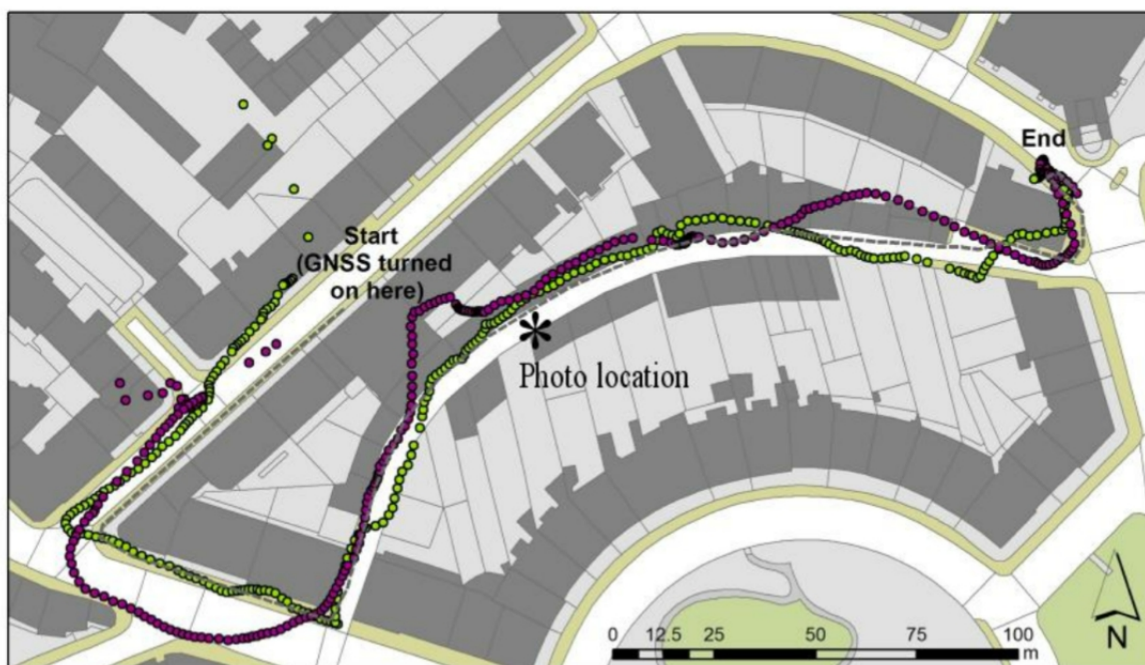 End
Start
(GNSS turned
on here)
Photo location
N
0 12.5 25 50 75 100
m